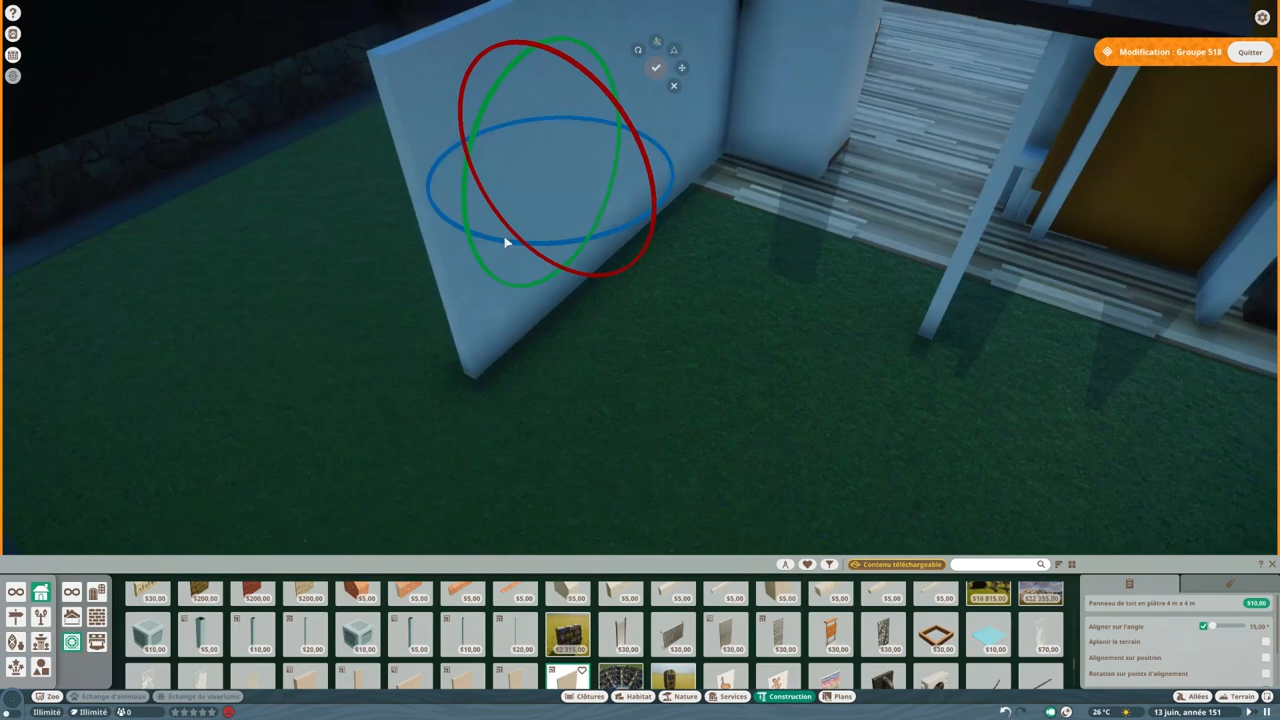 ?
Modification : Groupe 518
Quitter
A
Contenu téléchargeable
? ×
$30,00 $200,00 $200,00 $200,00 $5,00 $5,00 $5,00 $5,00 $5,00 $5,00 $5,00 $5,00 $5,00 $5,00 $5,00 $5,00 $16 815,00 $22 355,00
$10,00 $5,00 $10,00 $20,00 $10,00 $5,00 $10,00 $20,00 $2 315,00 $30,00 $30,00 $30,00 $30,00 $30,00 $30,00 $30,00 $10,00 $70,00
Panneau de toit en plâtre 4 m x 4 m $10,00
Aligner sur l'angle 15,00 °
Aplanir le terrain
Alignement sur position
Rotation sur points d'alignement
Zoo Échange d'animaux Échange de vivariums Clôtures Habitat Nature Services Construction Plans Allées Terrain
Illimité Illimité 0 26 °C 13 juin, année 151